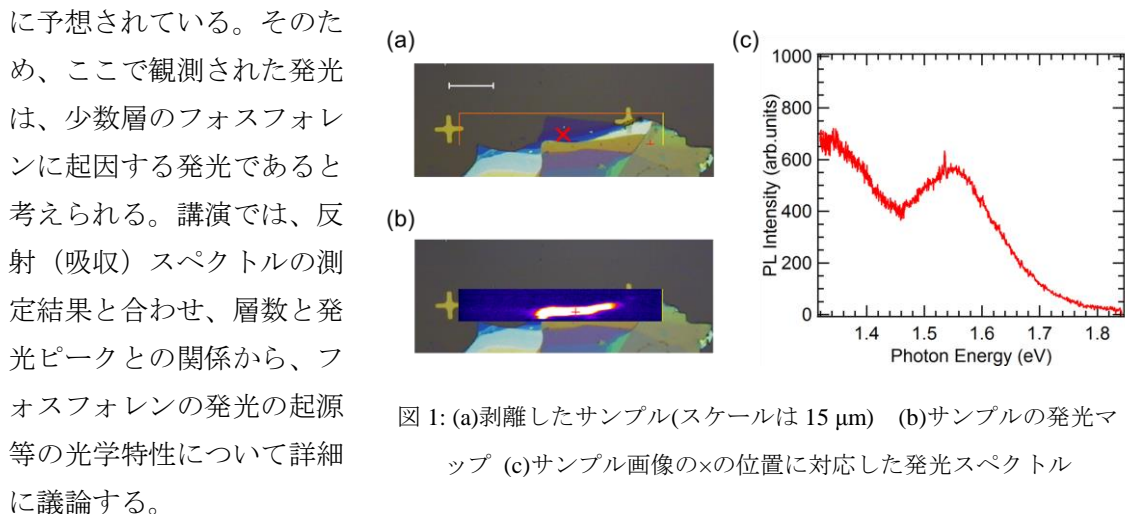 に予想されている。そのた
め、ここで観測された発光
は、少数層のフォスフォレ
ンに起因する発光であると
考えられる。講演では、反
射（吸収）スペクトルの測
定結果と合わせ、層数と発
光ピークとの関係から、フ
ォスフォレンの発光の起源
等の光学特性について詳細
に議論する。
(a)
(b)
(c)
1000
800
600
400
200
0
PL Intensity (arb.units)
1.4 1.5 1.6 1.7 1.8
Photon Energy (eV)
図 1: (a)剥離したサンプル(スケールは 15 μm) (b)サンプルの発光マ
ップ (c)サンプル画像の×の位置に対応した発光スペクトル